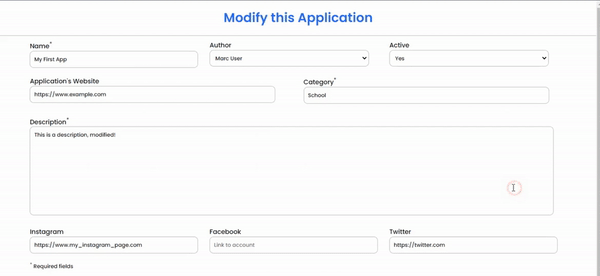 Modify this Application
Name* Author Active
My First App Marc User Yes
Application's Website Category*
https://www.example.com School
Description*
This is a description, modified!
Instagram Facebook Twitter
https://www.my_instagram_page.com Link to account https://twitter.com
* Required fields